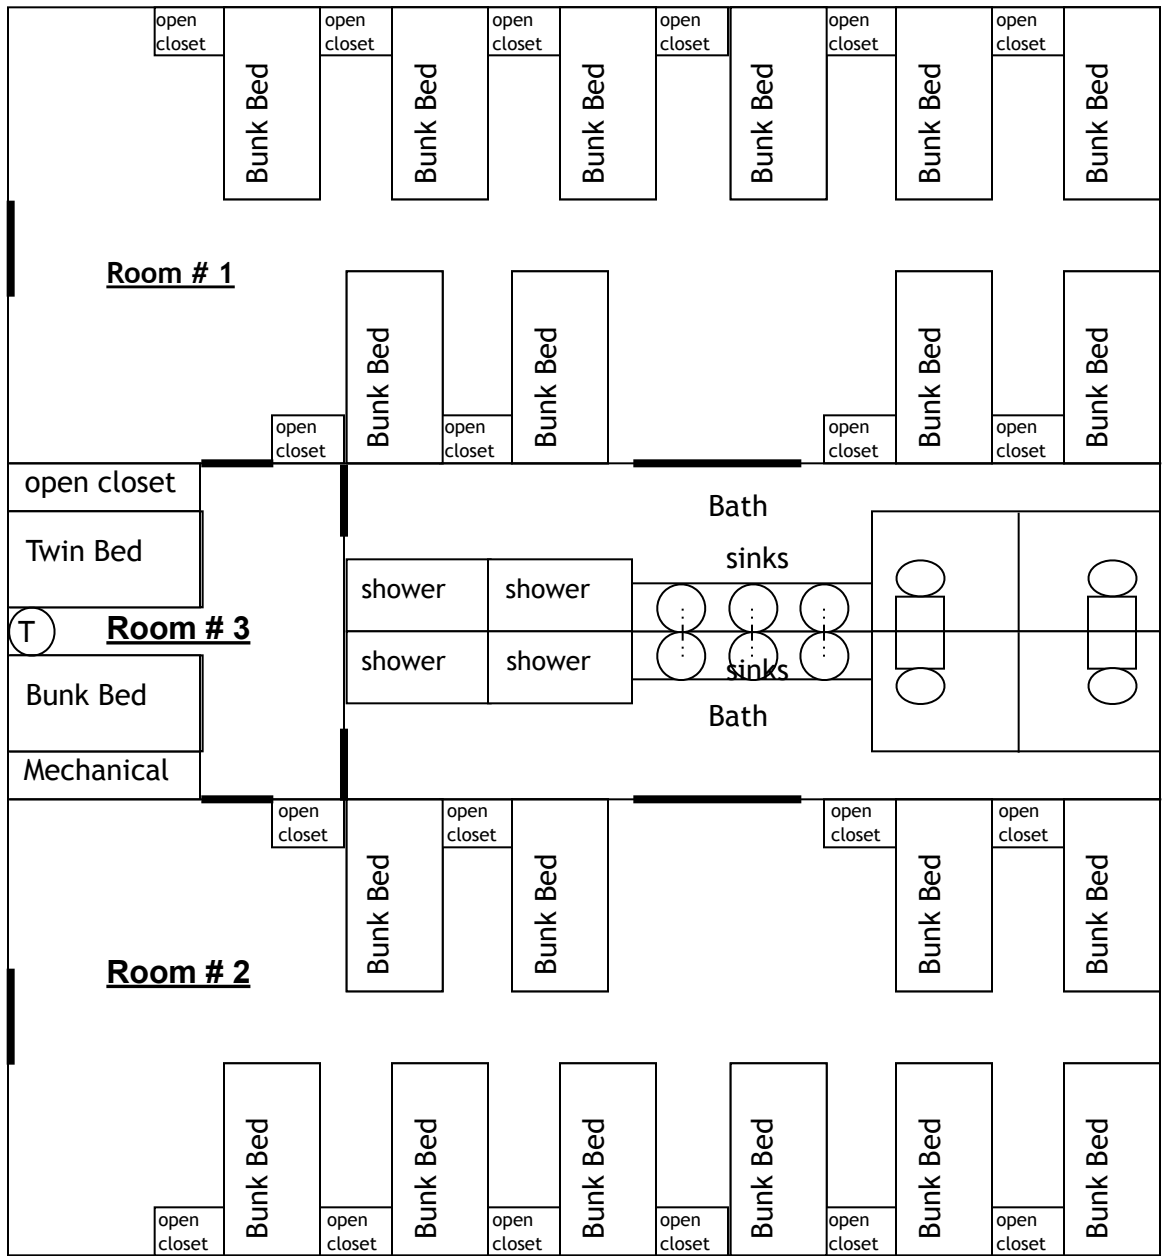 open
closet
open
closet
open
closet
open
closet
open
closet
open
closet
Bunk Bed
Bunk Bed
Bunk Bed
Bunk Bed
Bunk Bed
Bunk Bed
Room # 1
Bunk Bed
Bunk Bed
Bunk Bed
Bunk Bed
open
closet
open
closet
open
closet
open
closet
open closet
Bath
Twin Bed
sinks
shower
shower
T
Room # 3
shower
shower
sinks
Bunk Bed
Bath
Mechanical
open
closet
open
closet
open
closet
open
closet
Bunk Bed
Bunk Bed
Bunk Bed
Bunk Bed
Room # 2
Bunk Bed
Bunk Bed
Bunk Bed
Bunk Bed
Bunk Bed
Bunk Bed
open
closet
open
closet
open
closet
open
closet
open
closet
open
closet